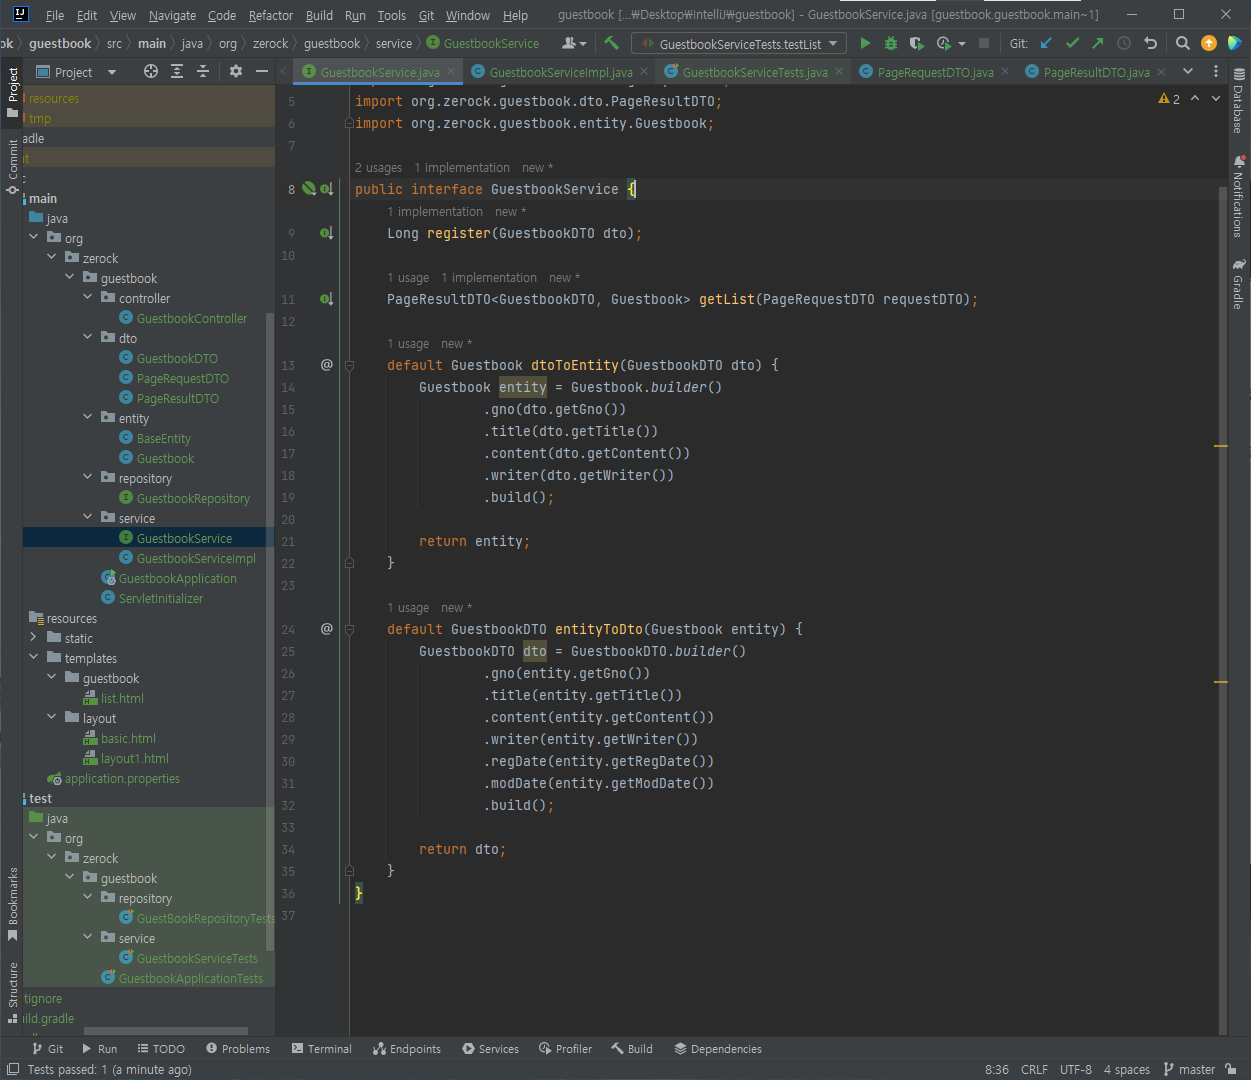 File Edit View Navigate Code Refactor Build Run Tools Git Window Help guestbook [...₩Desktop₩IntelliJ₩guestbook] - GuestbookService.java [guestbook.guestbook.main~1]
ok guestbook src main java org zerock guestbook service GuestbookService GuestbookServiceTests.testList Git:
Project GuestbookService.java GuestbookServiceImpl.java GuestbookServiceTests.java PageRequestDTO.java PageResultDTO.java
Project
Commit
Bookmarks
Structure
resources
tmp
adle
it
main
java
org
zerock
guestbook
controller
GuestbookController
dto
GuestbookDTO
PageRequestDTO
PageResultDTO
entity
BaseEntity
Guestbook
repository
GuestbookRepository
service
GuestbookService
GuestbookServiceImpl
GuestbookApplication
ServletInitializer
resources
static
templates
guestbook
list.html
layout
basic.html
layout1.html
application.properties
test
java
org
zerock
guestbook
repository
GuestBookRepositoryTests
service
GuestbookServiceTests
GuestbookApplicationTests
tignore
ild.gradle
5 import org.zerock.guestbook.dto.PageResultDTO;
6 import org.zerock.guestbook.entity.Guestbook;
7
2 usages 1 implementation new *
8 public interface GuestbookService {
1 implementation new *
9 Long register(GuestbookDTO dto);
10
1 usage 1 implementation new *
11 PageResultDTO<GuestbookDTO, Guestbook> getList(PageRequestDTO requestDTO);
12
1 usage new *
13 @ default Guestbook dtoToEntity(GuestbookDTO dto) {
14 Guestbook entity = Guestbook.builder()
15 .gno(dto.getGno())
16 .title(dto.getTitle())
17 .content(dto.getContent())
18 .writer(dto.getWriter())
19 .build();
20
21 return entity;
22 }
23
1 usage new *
24 @ default GuestbookDTO entityToDto(Guestbook entity) {
25 GuestbookDTO dto = GuestbookDTO.builder()
26 .gno(entity.getGno())
27 .title(entity.getTitle())
28 .content(entity.getContent())
29 .writer(entity.getWriter())
30 .regDate(entity.getRegDate())
31 .modDate(entity.getModDate())
32 .build();
33
34 return dto;
35 }
36 }
37
2
Database
Notifications
Gradle
Git Run TODO Problems Terminal Endpoints Services Profiler Build Dependencies
Tests passed: 1 (a minute ago) 8:36 CRLF UTF-8 4 spaces master